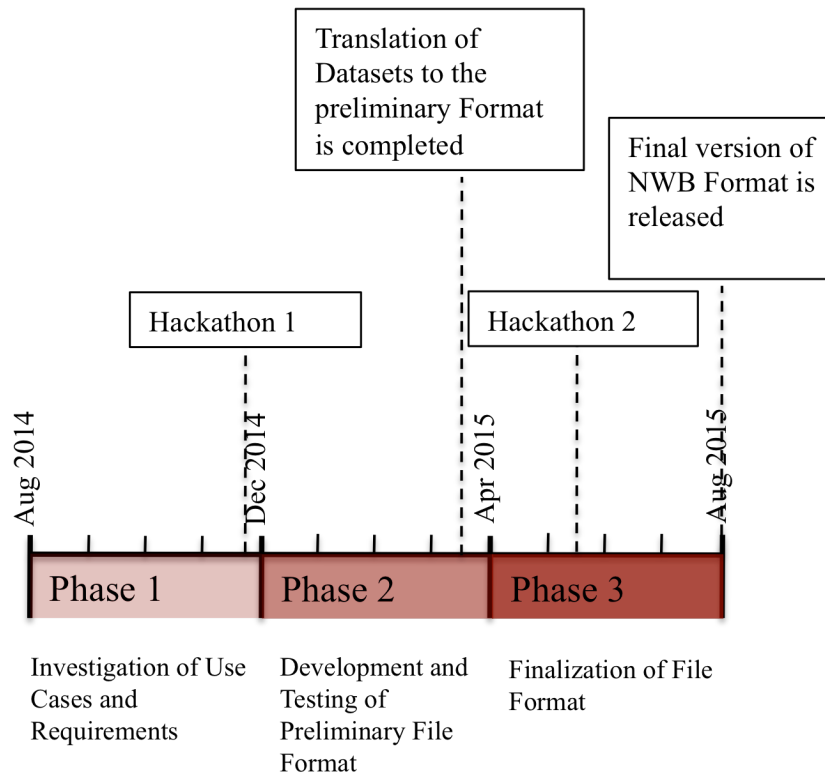 Translation of
Datasets to the
preliminary Format
is completed
Final version of
NWB Format is
released
Hackathon 1
Hackathon 2
Aug 2014
Dec 2014
Apr 2015
Aug 2015
Phase 1
Phase 2
Phase 3
Investigation of Use
Cases and
Requirements
Development and
Testing of
Preliminary File
Format
Finalization of File
Format